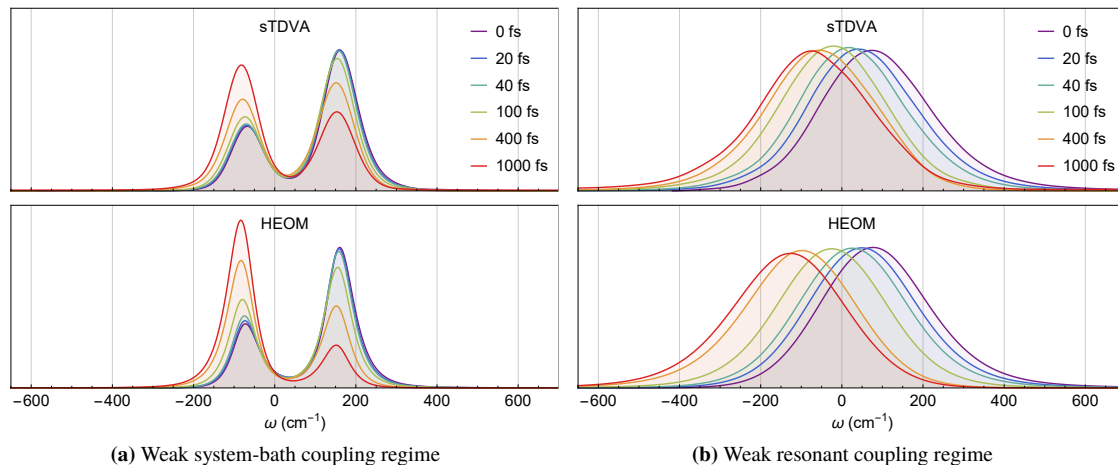 sTDVA
0 fs
20 fs
40 fs
100 fs
400 fs
1000 fs
HEOM
−600 −400 −200 0 200 400 600
ω (cm⁻¹)
(a) Weak system-bath coupling regime
sTDVA
0 fs
20 fs
40 fs
100 fs
400 fs
1000 fs
HEOM
−600 −400 −200 0 200 400 600
ω (cm⁻¹)
(b) Weak resonant coupling regime